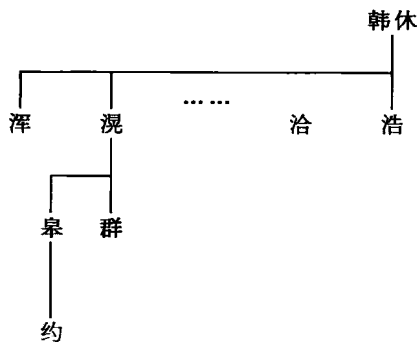 韩休
浑 滉 …… 洽 浩
皋 群
约